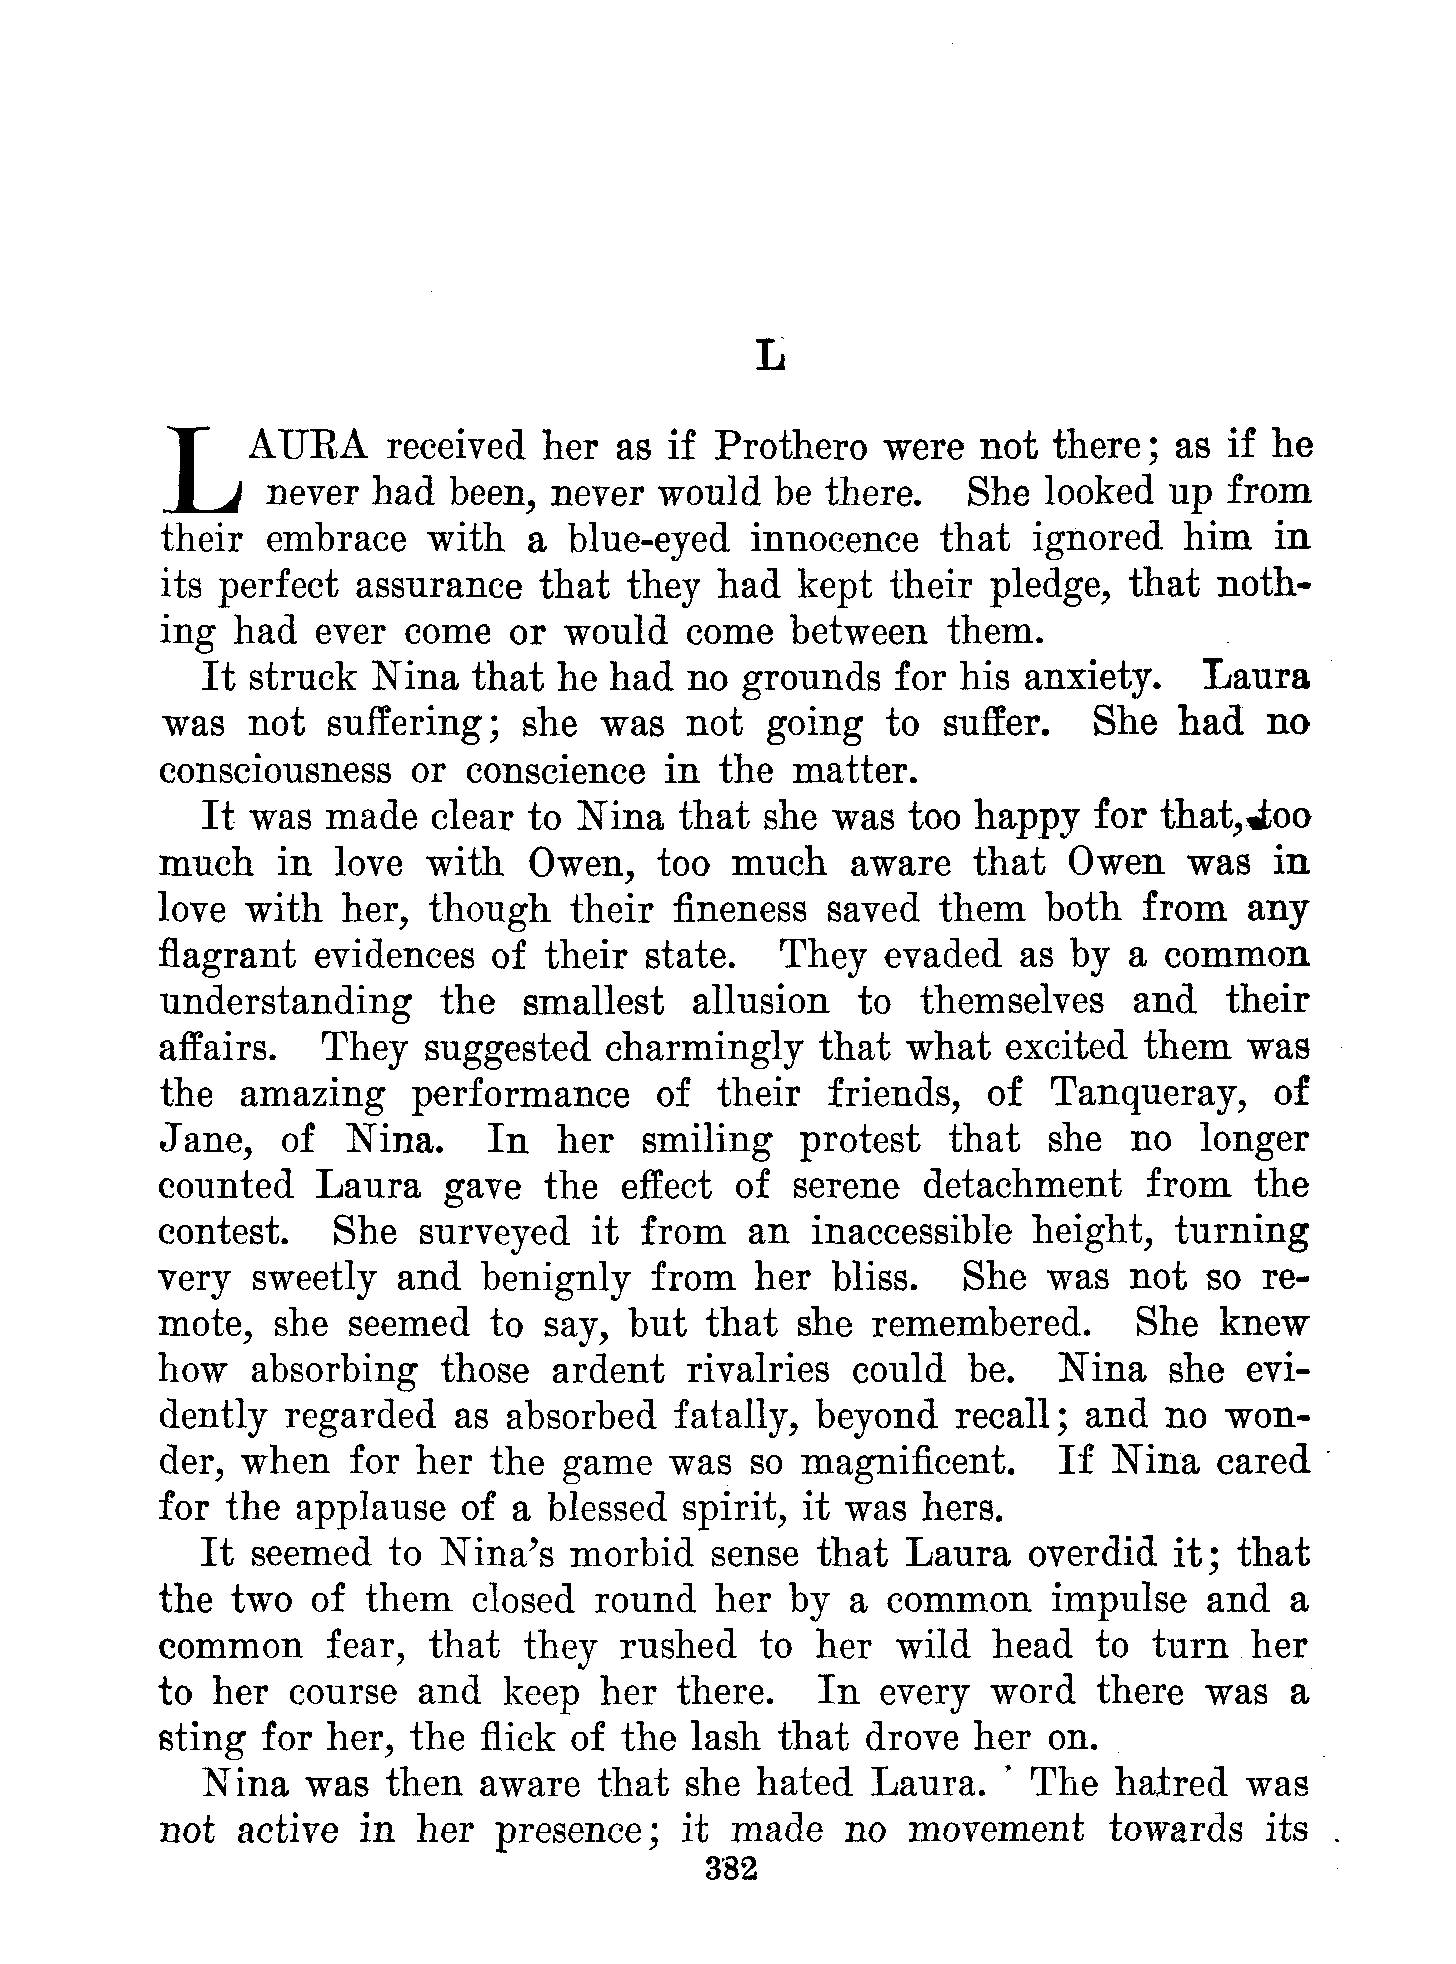 L
LAURA received her as if Prothero were not there; as if he
never had been, never would be there. She looked up from
their embrace with a blue-eyed innocence that ignored him in
its perfect assurance that they had kept their pledge, that noth-
ing had ever come or would come between them.
It struck Nina that he had no grounds for his anxiety. Laura
was not suffering; she was not going to suffer. She had no
consciousness or conscience in the matter.
It was made clear to Nina that she was too happy for that, too
much in love with Owen, too much aware that Owen was in
love with her, though their fineness saved them both from any
flagrant evidences of their state. They evaded as by a common
understanding the smallest allusion to themselves and their
affairs. They suggested charmingly that what excited them was
the amazing performance of their friends, of Tanqueray, of
Jane, of Nina. In her smiling protest that she no longer
counted Laura gave the effect of serene detachment from the
contest. She surveyed it from an inaccessible height, turning
very sweetly and benignly from her bliss. She was not so re-
mote, she seemed to say, but that she remembered. She knew
how absorbing those ardent rivalries could be. Nina she evi-
dently regarded as absorbed fatally, beyond recall; and no won-
der, when for her the game was so magnificent. If Nina cared
for the applause of a blessed spirit, it was hers.
It seemed to Nina's morbid sense that Laura overdid it; that
the two of them closed round her by a common impulse and a
common fear, that they rushed to her wild head to turn her
to her course and keep her there. In every word there was a
sting for her, the flick of the lash that drove her on.
Nina was then aware that she hated Laura. The hatred was
not active in her presence; it made no movement towards its
382